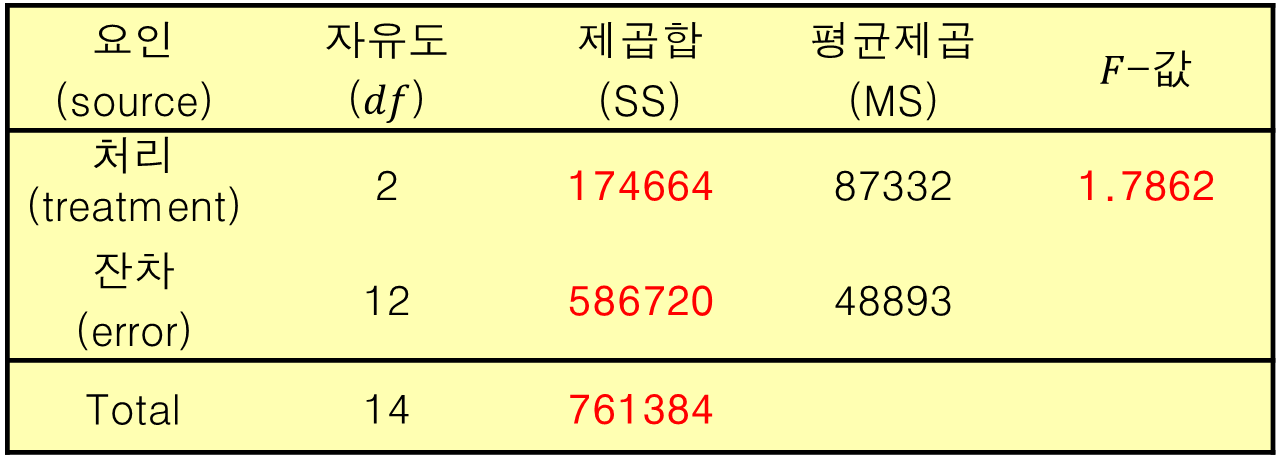 요인 자유도 제곱합 평균제곱 F-값
(source) (df) (SS) (MS)
처리
(treatment) 2 174664 87332 1.7862
잔차
(error) 12 586720 48893
Total 14 761384